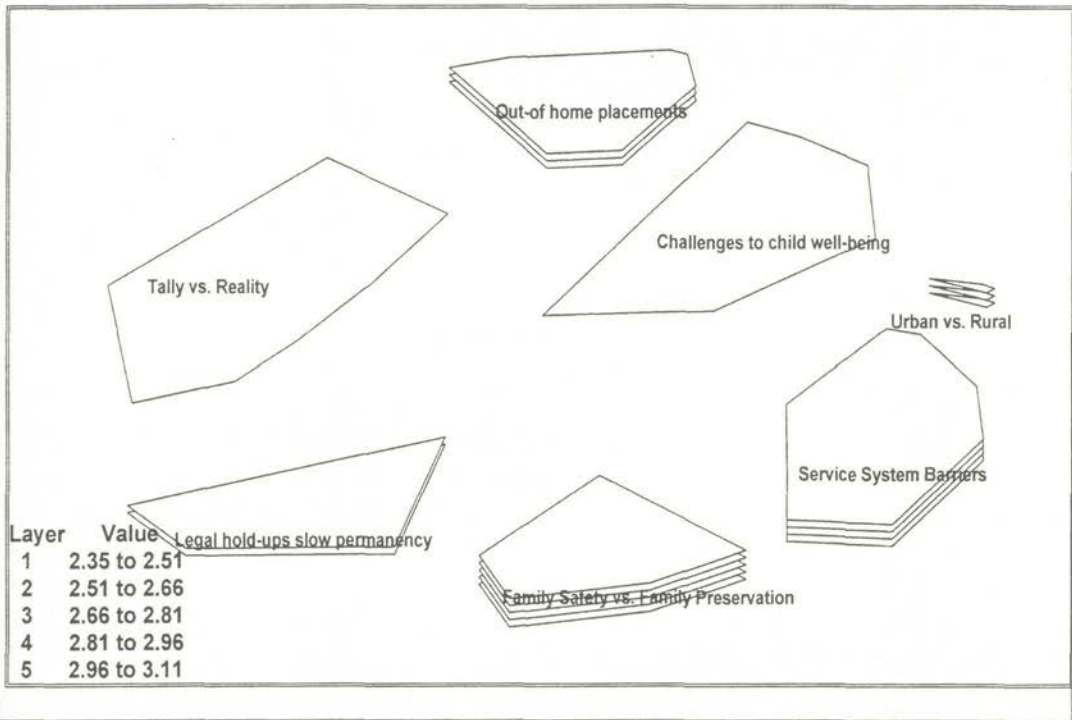 Out-of home placements
Challenges to child well-being
Tally vs. Reality
Urban vs. Rural
Service System Barriers
Legal hold-ups slow permanency
Family Safety vs. Family Preservation
Layer Value
1 2.35 to 2.51
2 2.51 to 2.66
3 2.66 to 2.81
4 2.81 to 2.96
5 2.96 to 3.11